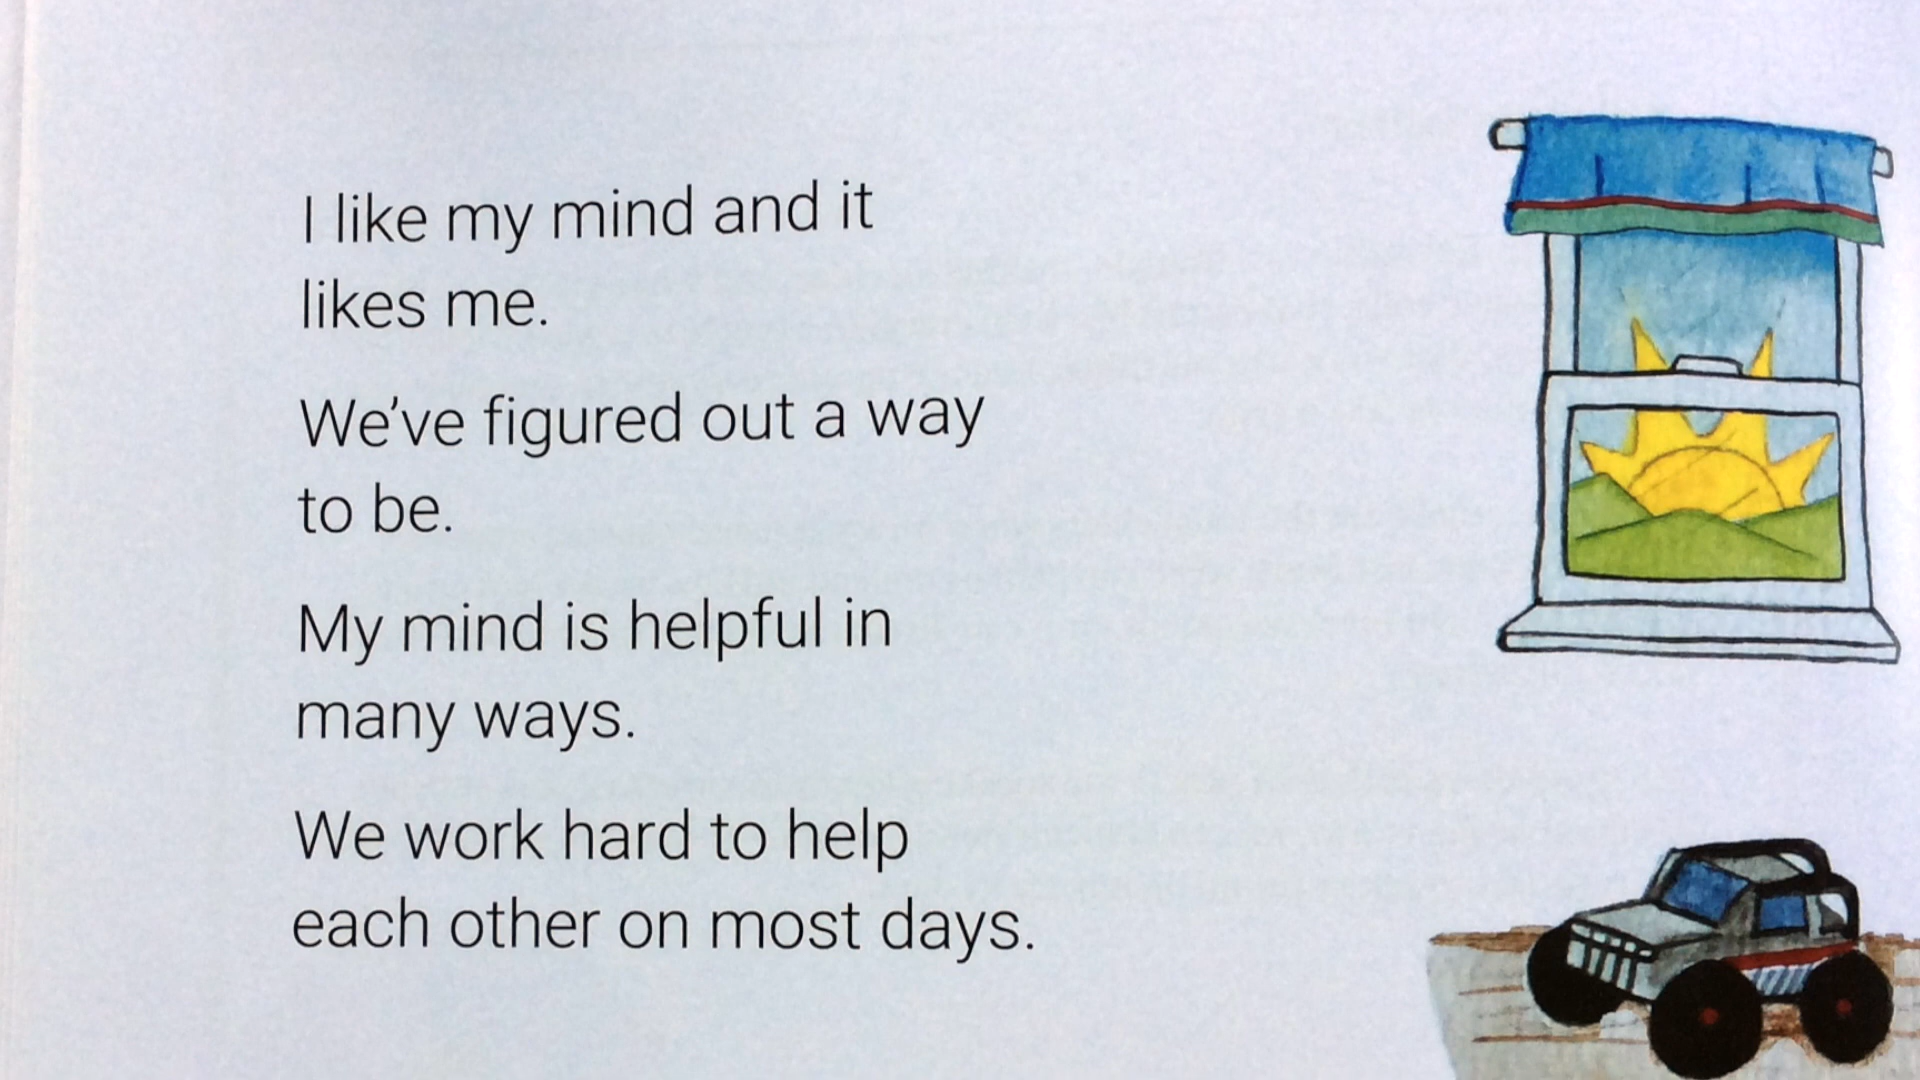 I like my mind and it
likes me.
We've figured out a way
to be.
My mind is helpful in
many ways.
We work hard to help
each other on most days.